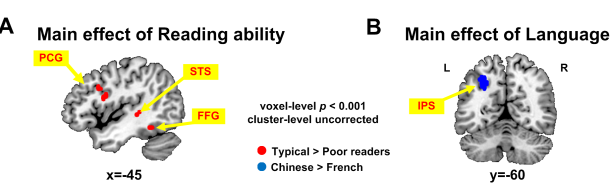 A
Main effect of Reading ability
PCG
STS
FFG
x=-45
voxel-level p < 0.001
cluster-level uncorrected
Typical > Poor readers
Chinese > French
B
Main effect of Language
L
R
IPS
y=-60